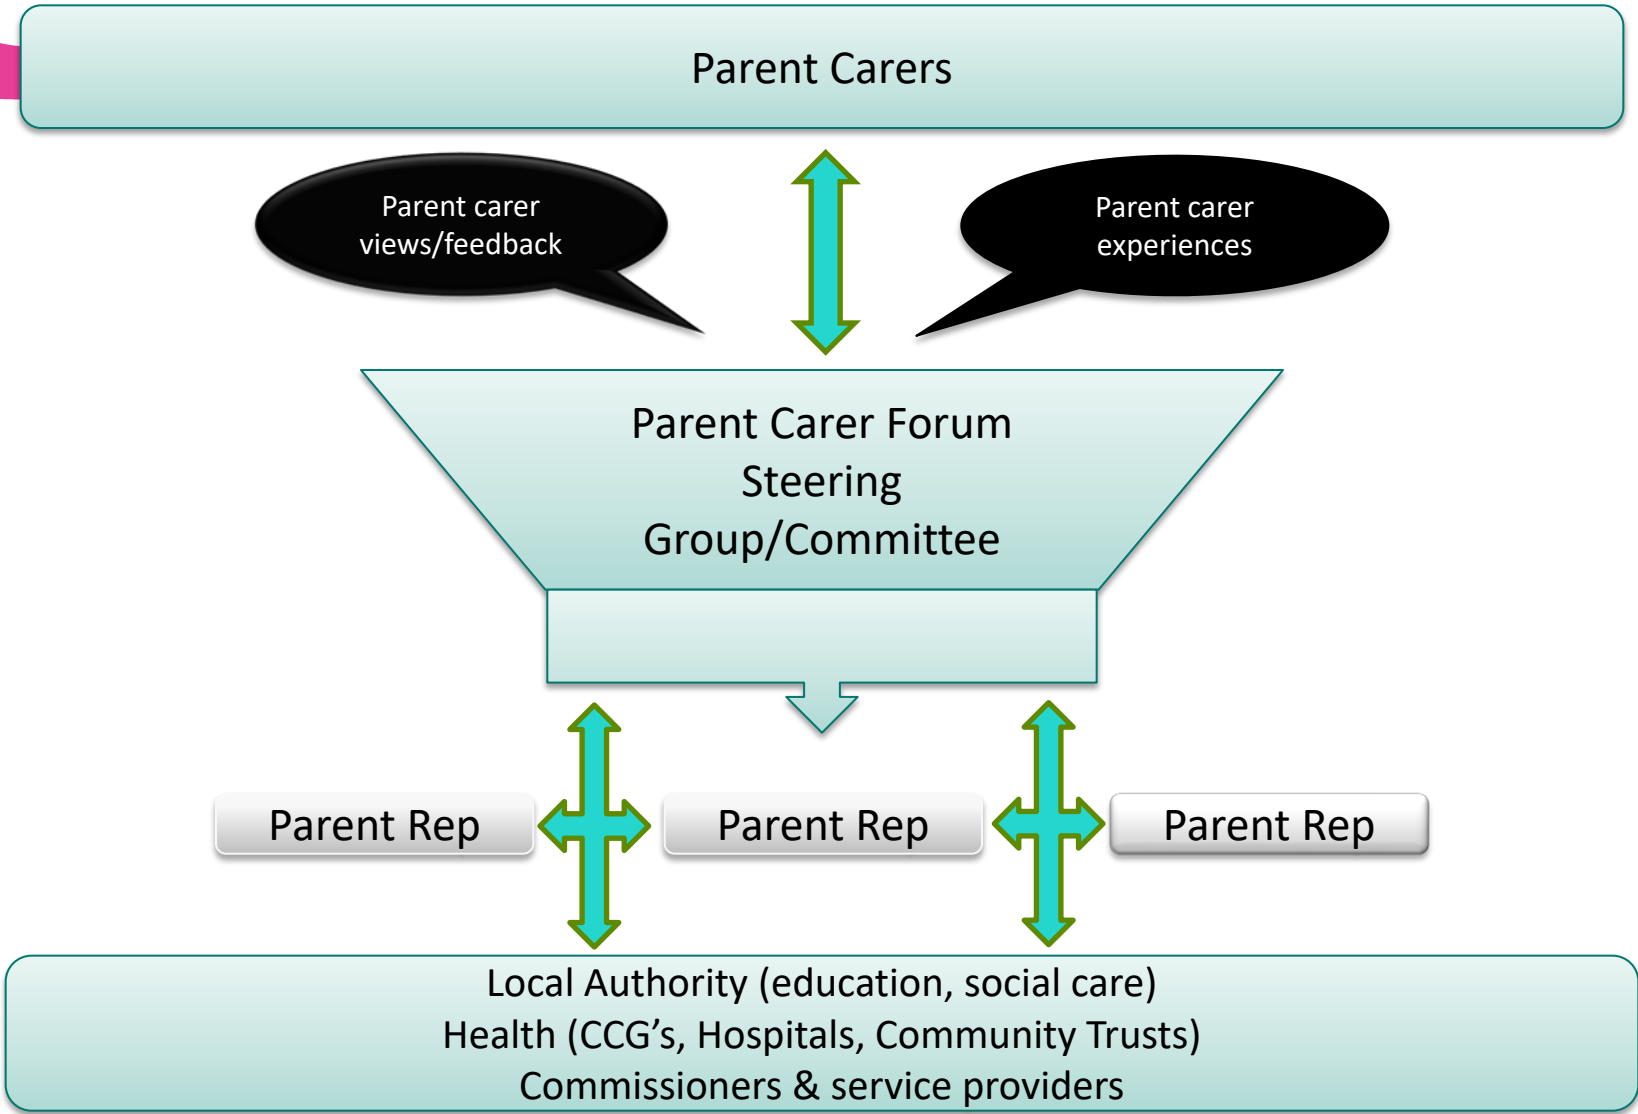 Parent Carers
Parent carer
views/feedback
Parent carer
experiences
Parent Carer Forum
Steering
Group/Committee
Parent Rep
Parent Rep
Parent Rep
Local Authority (education, social care)
Health (CCG's, Hospitals, Community Trusts)
Commissioners & service providers